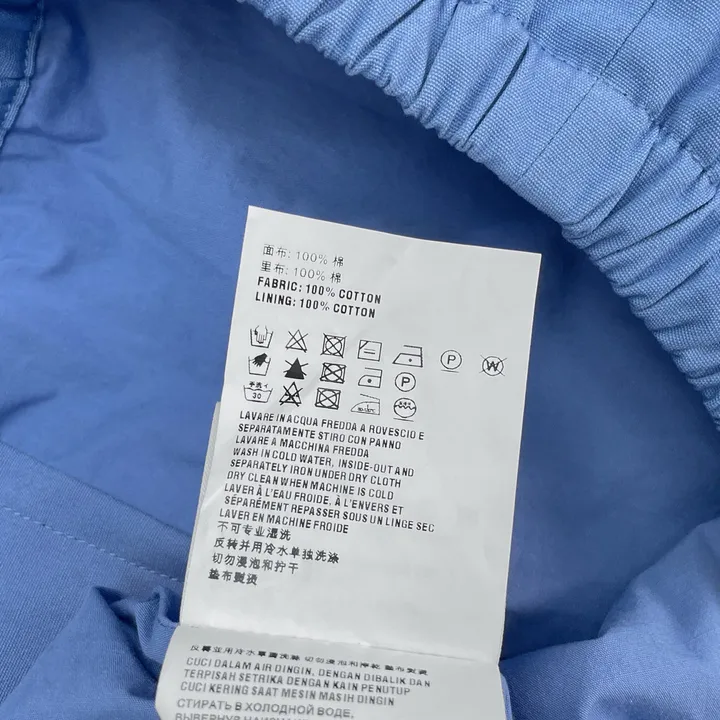 面布: 100% 棉
里布: 100% 棉
FABRIC: 100% COTTON
LINING: 100% COTTON
P
W
P
手洗イ
30
LAVARE IN ACQUA FREDDA A ROVESCIO E
SEPARATAMENTE STIRO CON PANNO
LAVARE A MACCHINA FREDDA
WASH IN COLD WATER, INSIDE-OUT AND
SEPARATELY IRON UNDER DRY CLOTH
DRY CLEAN WHEN MACHINE IS COLD
LAVER À L'EAU FROIDE, À L'ENVERS ET
SÉPARÉMENT REPASSER SOUS UN LINGE SEC
LAVER EN MACHINE FROIDE
不可专业湿洗
反转并用冷水单独洗涤
切勿浸泡和拧干
垫布熨烫
CUCI DALAM AIR DINGIN, DENGAN DIBALIK DAN
TERPISAH SETRIKA DENGAN KAIN PENUTUP
CUCI KERING SAAT MESIN MASIH DINGIN
СТИРАТЬ В ХОЛОДНОЙ ВОДЕ,